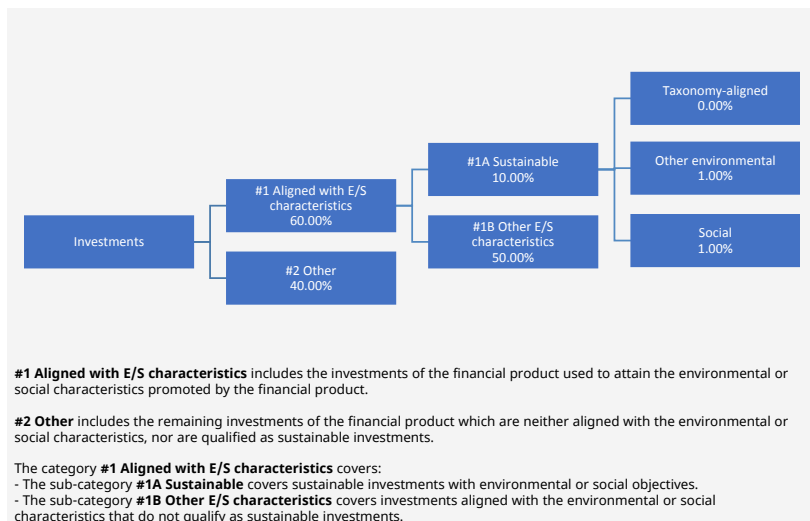 Taxonomy-aligned
0.00%
#1A Sustainable
10.00%
Other environmental
1.00%
#1 Aligned with E/S
characteristics
60.00%
Investments
#1B Other E/S
characteristics
50.00%
Social
1.00%
#2 Other
40.00%
#1 Aligned with E/S characteristics includes the investments of the financial product used to attain the environmental or
social characteristics promoted by the financial product.
#2 Other includes the remaining investments of the financial product which are neither aligned with the environmental or
social characteristics, nor are qualified as sustainable investments.
The category #1 Aligned with E/S characteristics covers:
- The sub-category #1A Sustainable covers sustainable investments with environmental or social objectives.
- The sub-category #1B Other E/S characteristics covers investments aligned with the environmental or social
characteristics that do not qualify as sustainable investments.